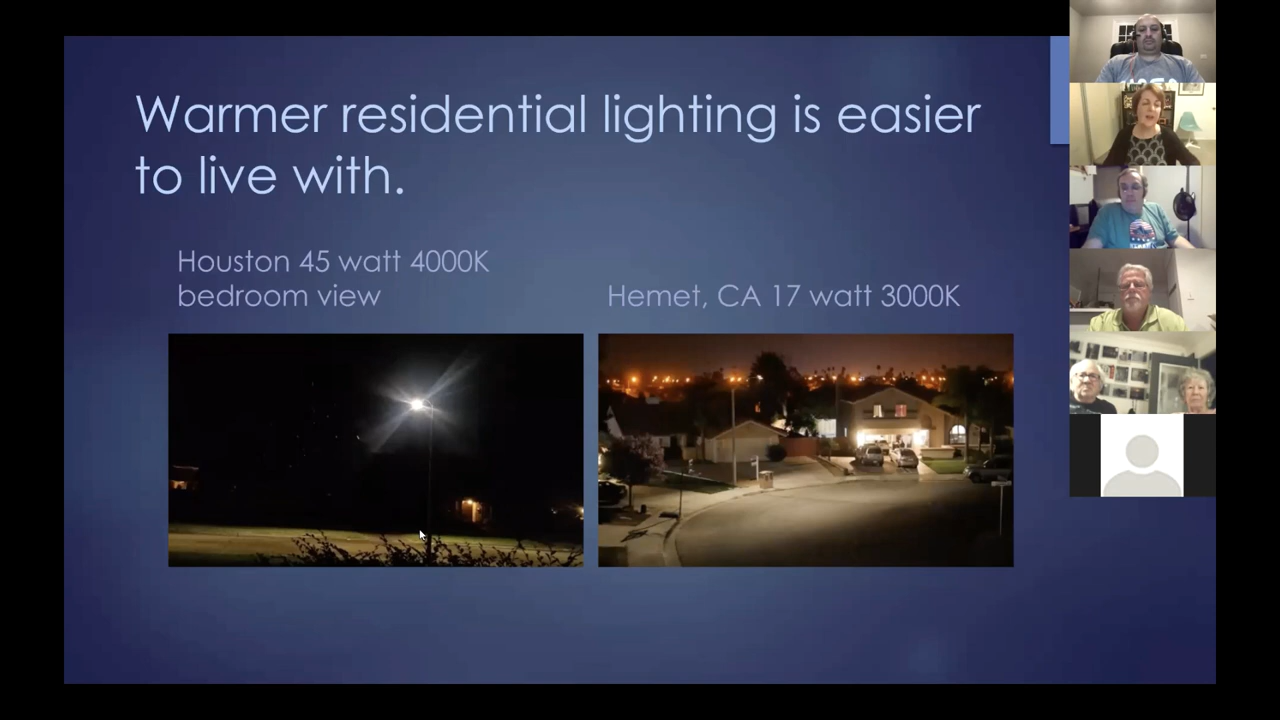 Warmer residential lighting is easier
to live with.
Houston 45 watt 4000K
bedroom view
Hemet, CA 17 watt 3000K